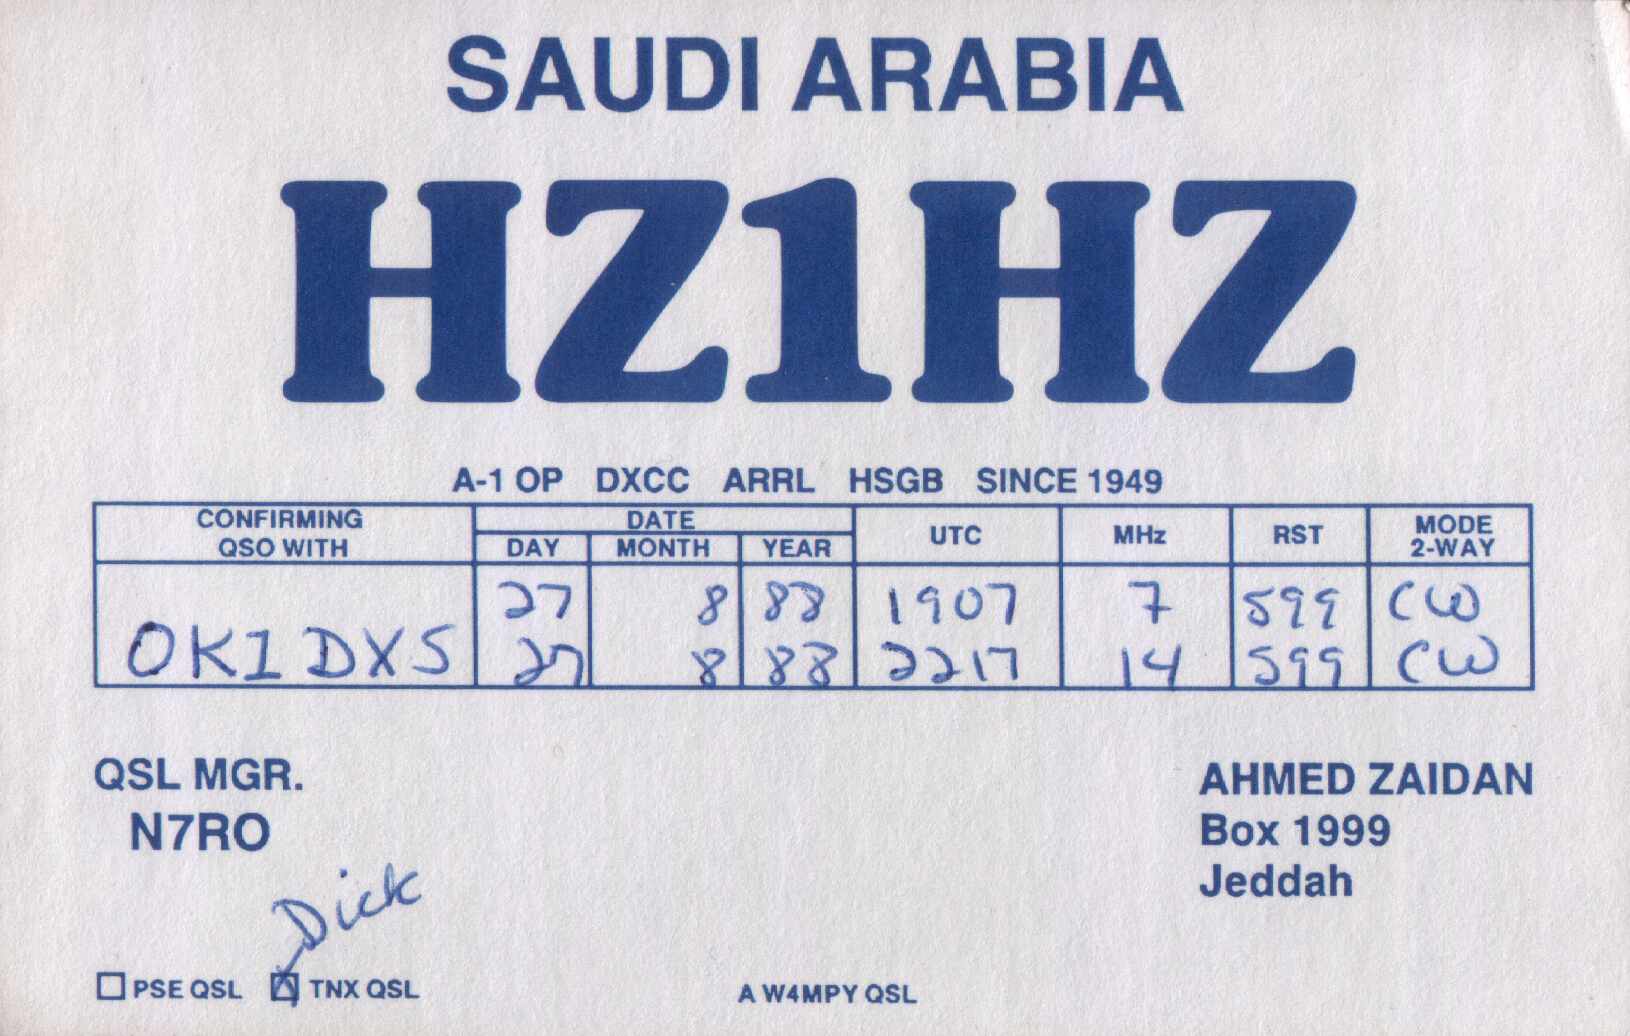 SAUDI ARABIA
HZ1HZ
A-1 OP DXCC ARRL HSGB SINCE 1949
CONFIRMING QSO WITH DATE DAY MONTH YEAR UTC MHz RST MODE 2-WAY
27 8 88 1907 7 599 CW
OK1DXS 27 8 88 2217 14 599 CW
QSL MGR.
N7RO
AHMED ZAIDAN
Box 1999
Jeddah
Dick
PSE QSL TNX QSL
A W4MPY QSL